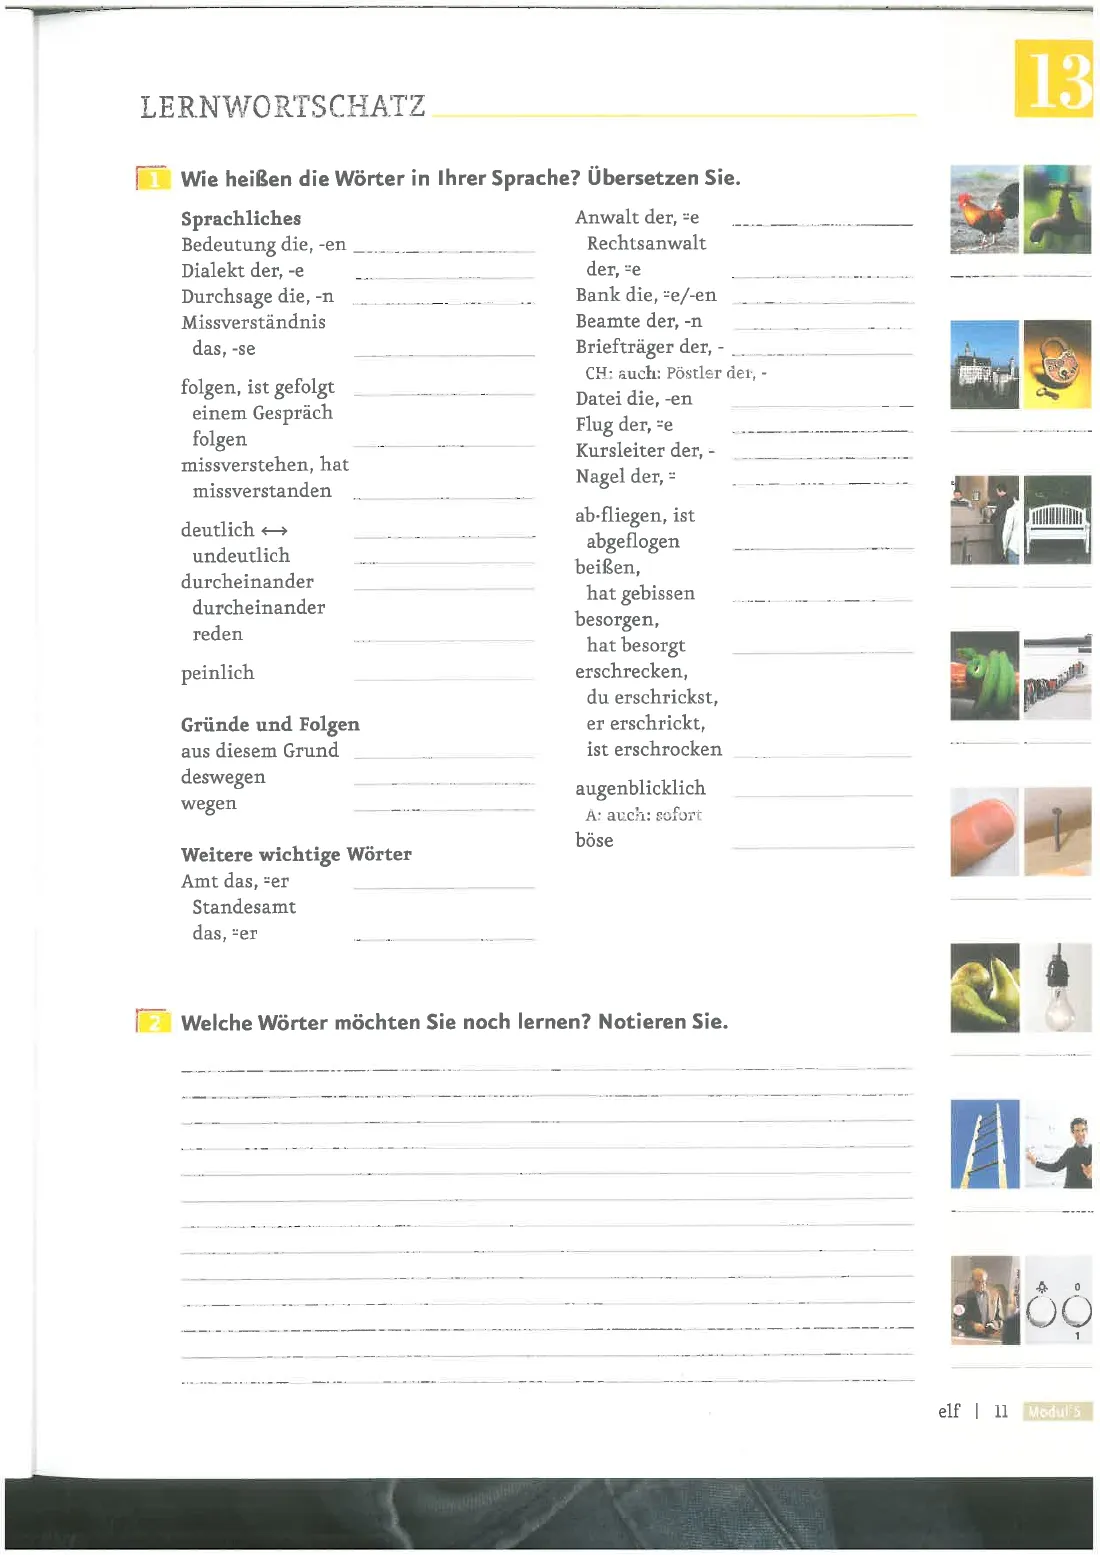 13
LERNWORTSCHATZ
1 Wie heißen die Wörter in Ihrer Sprache? Übersetzen Sie.
Sprachliches
Bedeutung die, -en
Dialekt der, -e
Durchsage die, -n
Missverständnis
das, -se
folgen, ist gefolgt
einem Gespräch
folgen
missverstehen, hat
missverstanden
deutlich ↔
undeutlich
durcheinander
durcheinander
reden
peinlich
Gründe und Folgen
aus diesem Grund
deswegen
wegen
Weitere wichtige Wörter
Amt das, ⸚er
Standesamt
das, ⸚er
Anwalt der, ⸚e
Rechtsanwalt
der, ⸚e
Bank die, ⸚e/-en
Beamte der, -n
Briefträger der, -
CH: auch: Pöstler der, -
Datei die, -en
Flug der, ⸚e
Kursleiter der, -
Nagel der, ⸚
ab·fliegen, ist
abgeflogen
beißen,
hat gebissen
besorgen,
hat besorgt
erschrecken,
du erschrickst,
er erschrickt,
ist erschrocken
augenblicklich
A: auch: sofort
böse
2 Welche Wörter möchten Sie noch lernen? Notieren Sie.
0
1
elf | 11 Modul 5